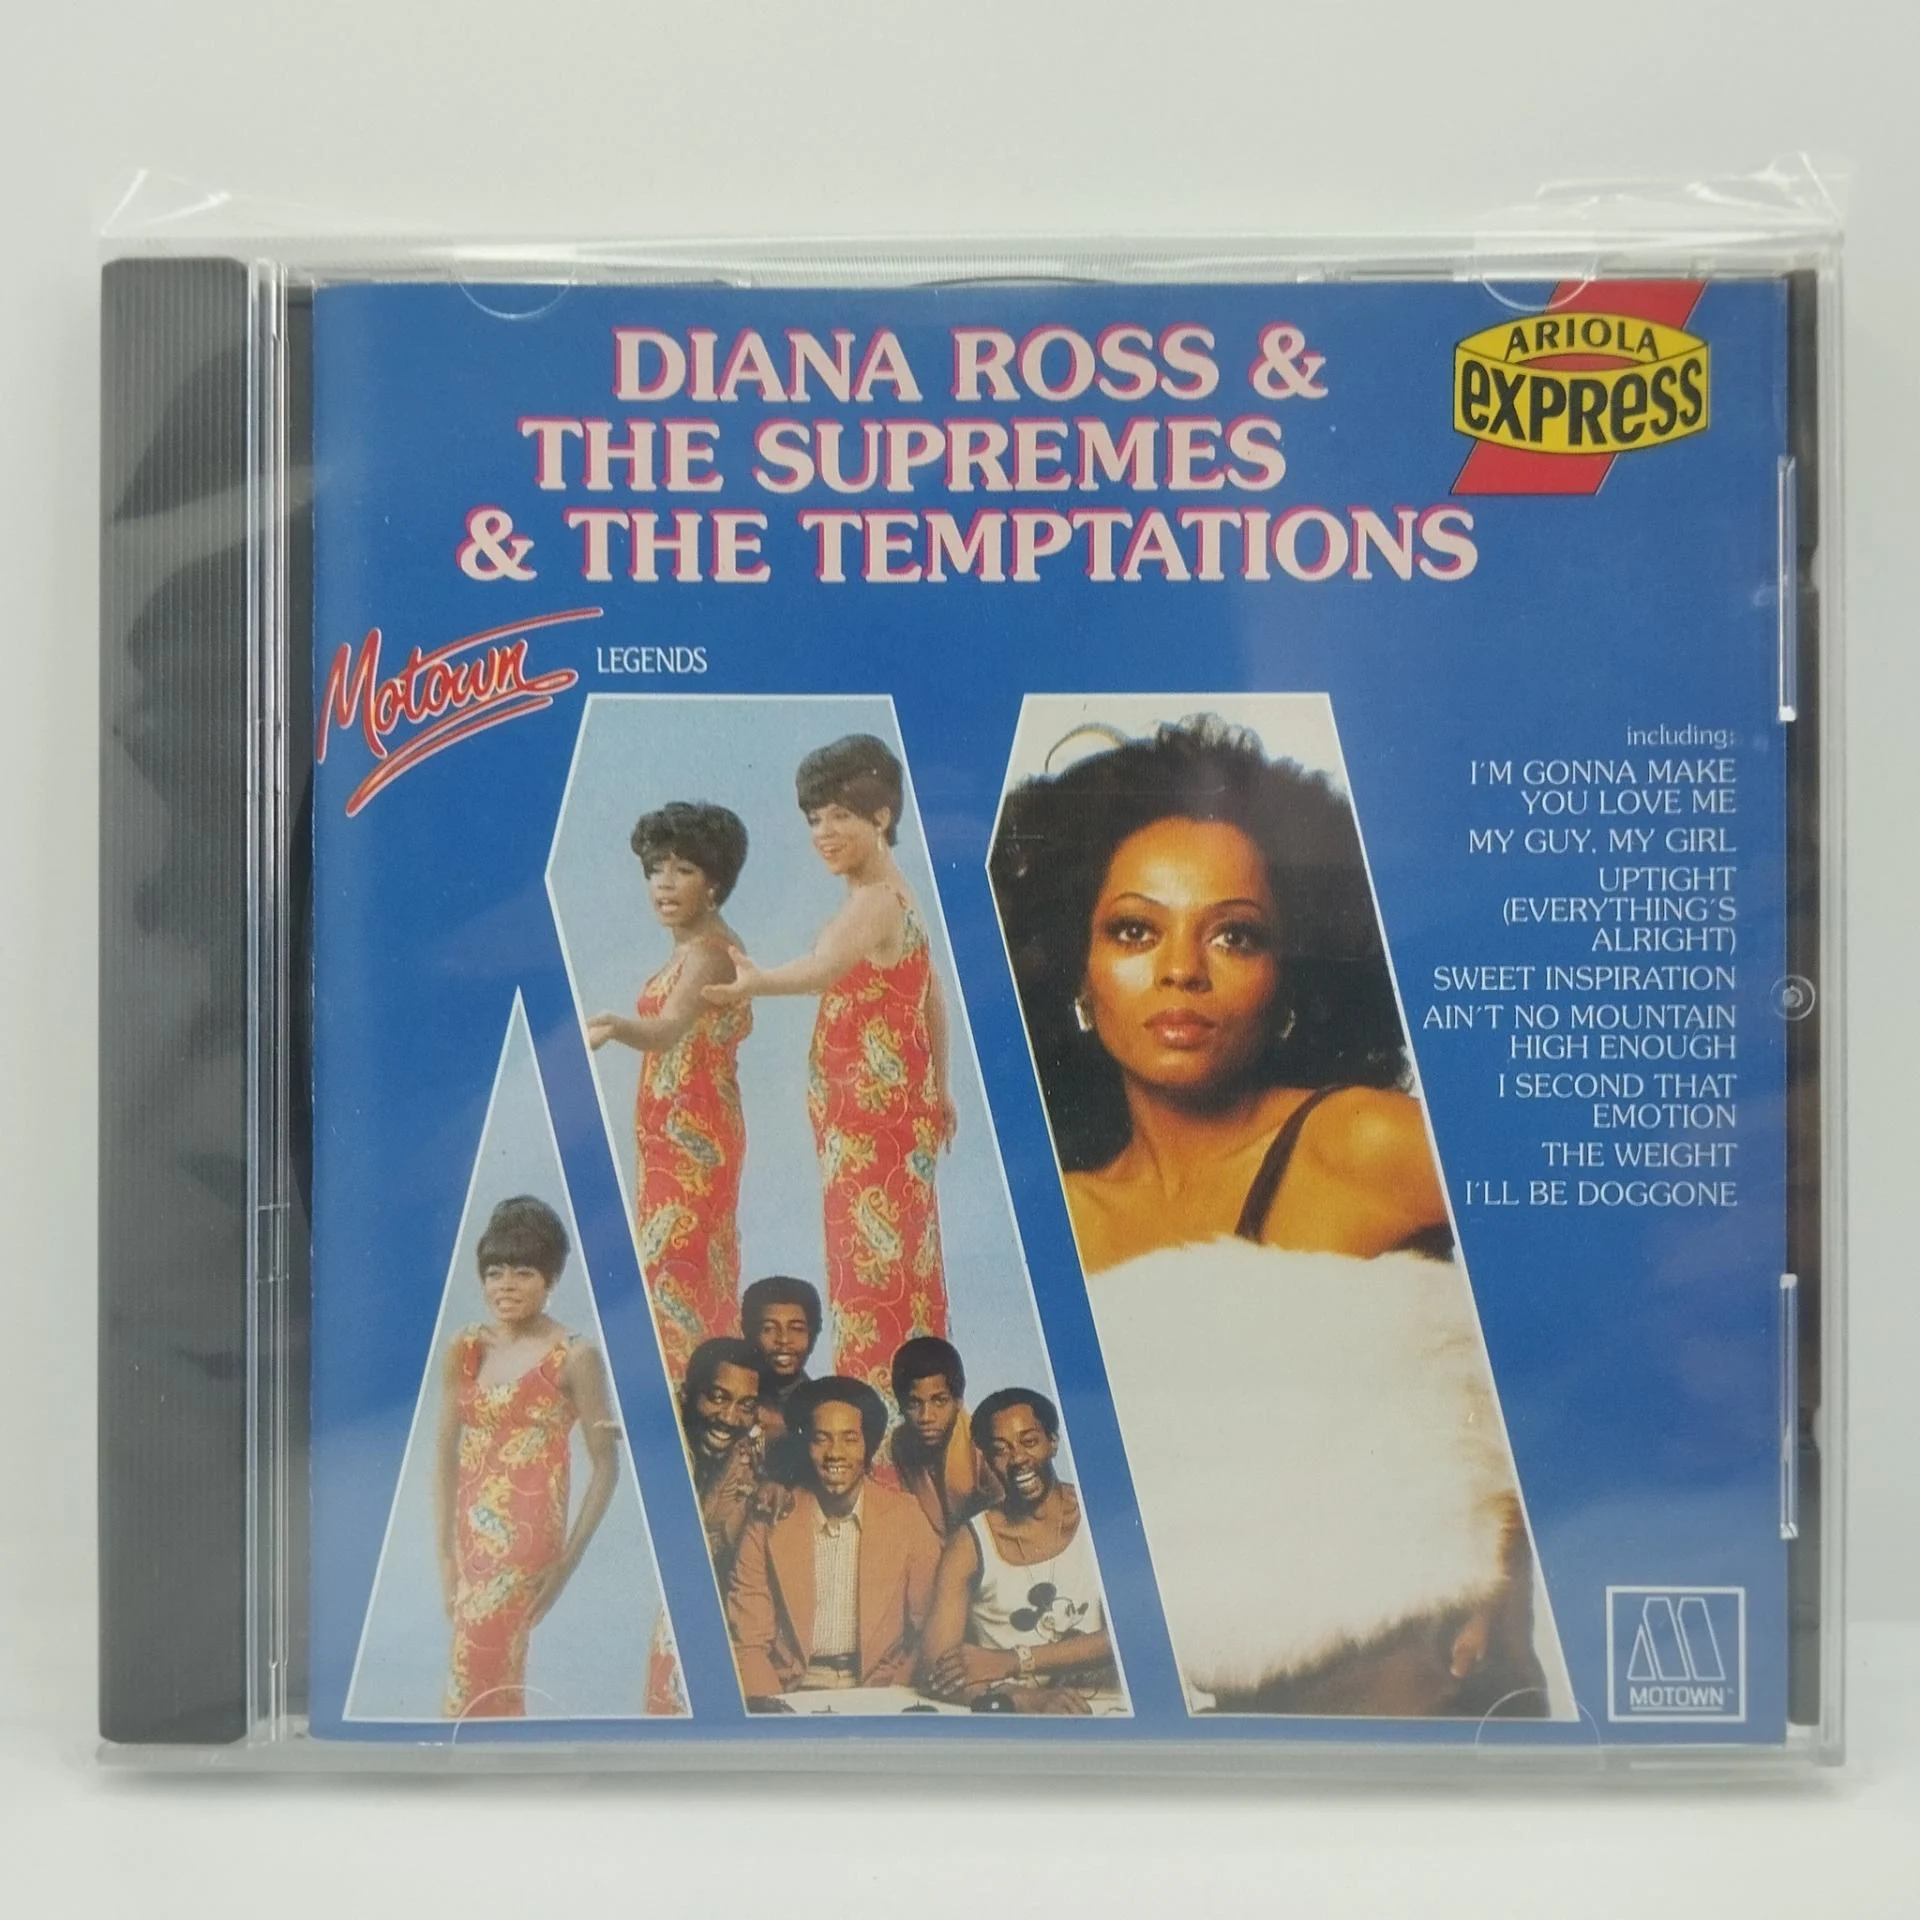 DIANA ROSS &
THE SUPREMES
& THE TEMPTATIONS
ARIOLA
EXPRESS
Motown LEGENDS
including:
I'M GONNA MAKE
YOU LOVE ME
MY GUY, MY GIRL
UPTIGHT
(EVERYTHING'S
ALRIGHT)
SWEET INSPIRATION
AIN'T NO MOUNTAIN
HIGH ENOUGH
I SECOND THAT
EMOTION
THE WEIGHT
I'LL BE DOGGONE
MOTOWN™